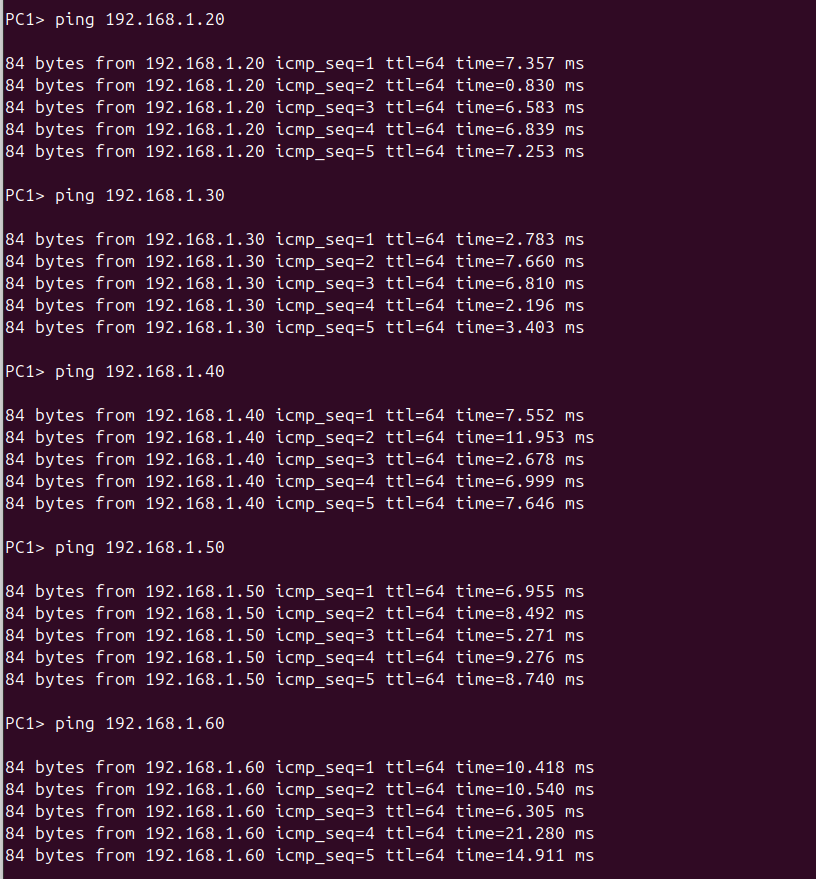 PC1> ping 192.168.1.20
84 bytes from 192.168.1.20 icmp_seq=1 ttl=64 time=7.357 ms
84 bytes from 192.168.1.20 icmp_seq=2 ttl=64 time=0.830 ms
84 bytes from 192.168.1.20 icmp_seq=3 ttl=64 time=6.583 ms
84 bytes from 192.168.1.20 icmp_seq=4 ttl=64 time=6.839 ms
84 bytes from 192.168.1.20 icmp_seq=5 ttl=64 time=7.253 ms
PC1> ping 192.168.1.30
84 bytes from 192.168.1.30 icmp_seq=1 ttl=64 time=2.783 ms
84 bytes from 192.168.1.30 icmp_seq=2 ttl=64 time=7.660 ms
84 bytes from 192.168.1.30 icmp_seq=3 ttl=64 time=6.810 ms
84 bytes from 192.168.1.30 icmp_seq=4 ttl=64 time=2.196 ms
84 bytes from 192.168.1.30 icmp_seq=5 ttl=64 time=3.403 ms
PC1> ping 192.168.1.40
84 bytes from 192.168.1.40 icmp_seq=1 ttl=64 time=7.552 ms
84 bytes from 192.168.1.40 icmp_seq=2 ttl=64 time=11.953 ms
84 bytes from 192.168.1.40 icmp_seq=3 ttl=64 time=2.678 ms
84 bytes from 192.168.1.40 icmp_seq=4 ttl=64 time=6.999 ms
84 bytes from 192.168.1.40 icmp_seq=5 ttl=64 time=7.646 ms
PC1> ping 192.168.1.50
84 bytes from 192.168.1.50 icmp_seq=1 ttl=64 time=6.955 ms
84 bytes from 192.168.1.50 icmp_seq=2 ttl=64 time=8.492 ms
84 bytes from 192.168.1.50 icmp_seq=3 ttl=64 time=5.271 ms
84 bytes from 192.168.1.50 icmp_seq=4 ttl=64 time=9.276 ms
84 bytes from 192.168.1.50 icmp_seq=5 ttl=64 time=8.740 ms
PC1> ping 192.168.1.60
84 bytes from 192.168.1.60 icmp_seq=1 ttl=64 time=10.418 ms
84 bytes from 192.168.1.60 icmp_seq=2 ttl=64 time=10.540 ms
84 bytes from 192.168.1.60 icmp_seq=3 ttl=64 time=6.305 ms
84 bytes from 192.168.1.60 icmp_seq=4 ttl=64 time=21.280 ms
84 bytes from 192.168.1.60 icmp_seq=5 ttl=64 time=14.911 ms